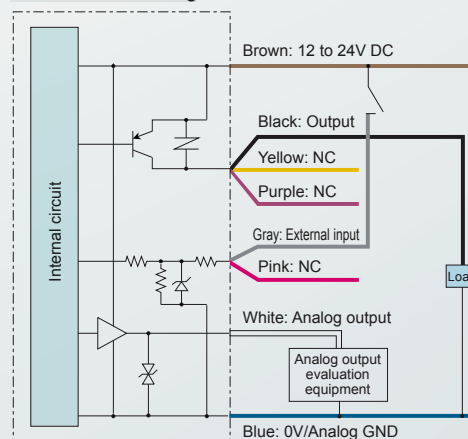 Brown: 12 to 24V DC
Black: Output
Yellow: NC
Purple: NC
Internal circuit
Gray: External input
Pink: NC
White: Analog output
Analog output
evaluation
equipment
Blue: 0V/Analog GND